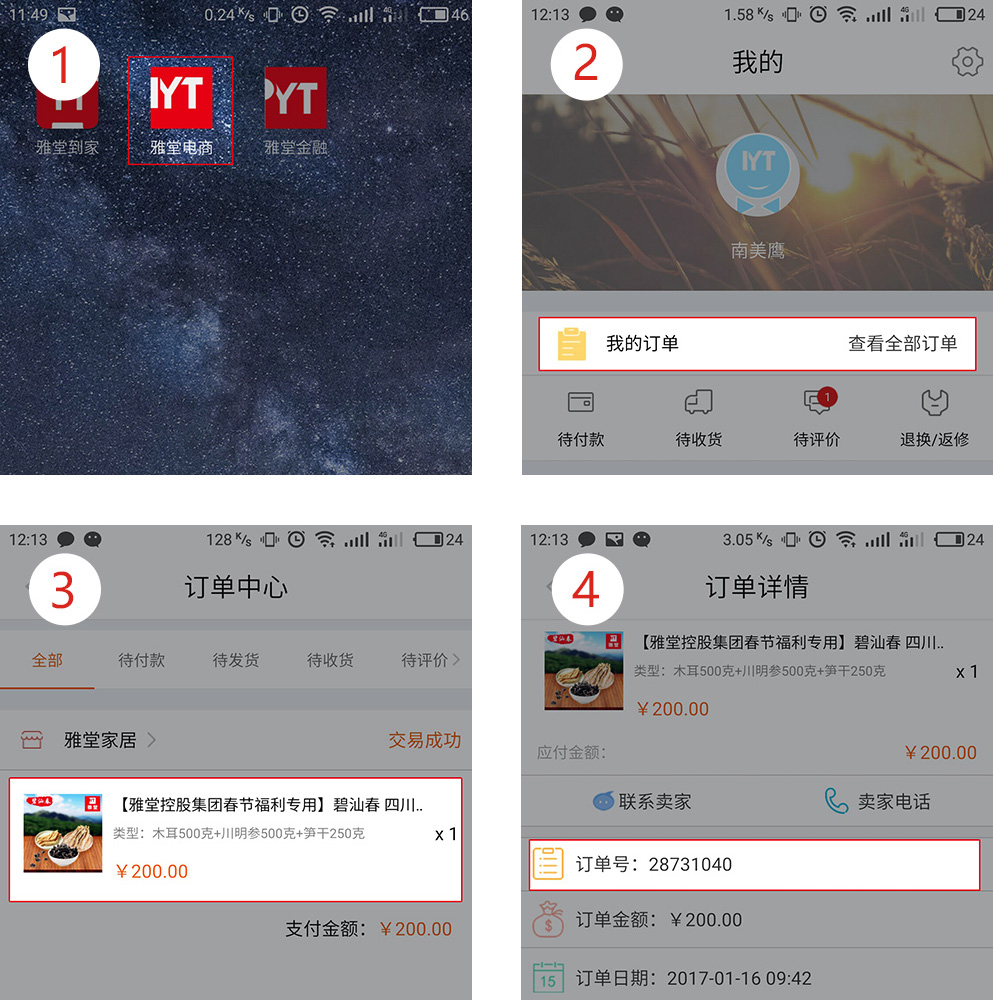 11:49
0.24 K/s
4G
46
1
IYT
雅堂到家
雅堂电商
PYT
雅堂金融
12:13
1.58 K/s
4G
24
2
我的
IYT
南美鹰
我的订单
查看全部订单
1
待付款
待收货
待评价
退换/返修
12:13
128 K/s
4G
24
3
订单中心
全部
待付款
待发货
待收货
待评价
雅堂家居
交易成功
【雅堂控股集团春节福利专用】碧汕春 四川..
类型：木耳500克+川明参500克+笋干250克
x 1
￥200.00
支付金额：￥200.00
12:13
3.05 K/s
4G
24
4
订单详情
【雅堂控股集团春节福利专用】碧汕春 四川..
类型：木耳500克+川明参500克+笋干250克
x 1
￥200.00
应付金额：
￥200.00
联系卖家
卖家电话
订单号：28731040
$
订单金额：￥200.00
15
订单日期：2017-01-16 09:42